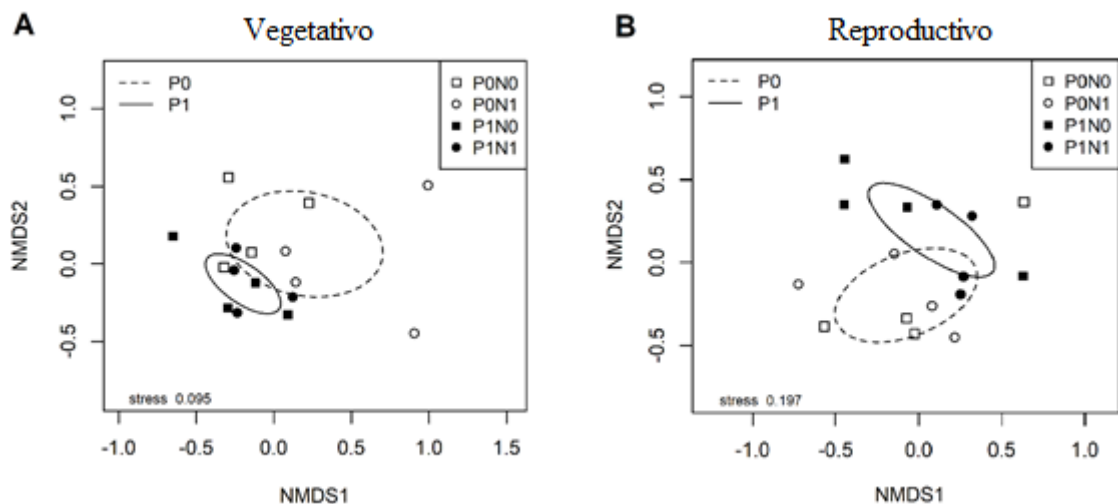 A
Vegetativo
P0
P1
P0N0
P0N1
P1N0
P1N1
1.0
0.5
0.0
-0.5
NMDS2
stress 0.095
-1.0 -0.5 0.0 0.5 1.0 1.5
NMDS1
B
Reproductivo
P0
P1
P0N0
P0N1
P1N0
P1N1
1.0
0.5
0.0
-0.5
NMDS2
stress 0.197
-1.0 -0.5 0.0 0.5 1.0
NMDS1